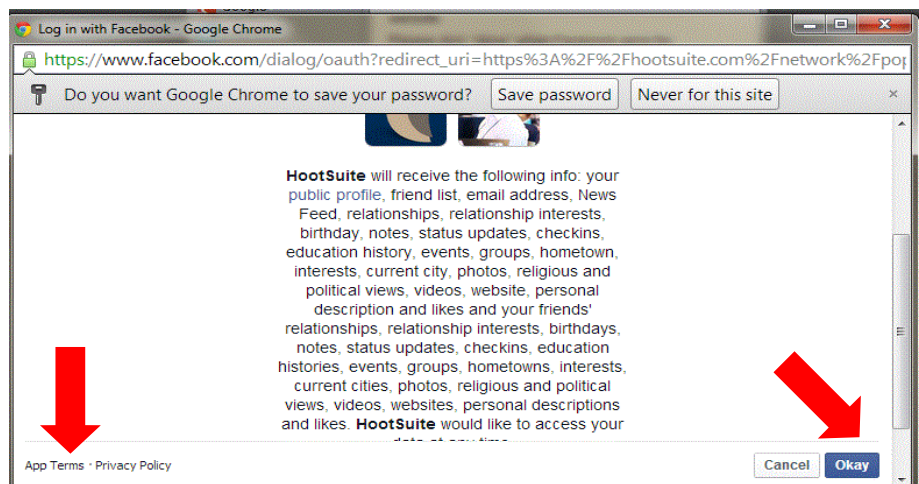 Log in with Facebook - Google Chrome
https://www.facebook.com/dialog/oauth?redirect_uri=https%3A%2F%2Fhootsuite.com%2Fnetwork%2Fpop
Do you want Google Chrome to save your password? Save password Never for this site
HootSuite will receive the following info: your
public profile, friend list, email address, News
Feed, relationships, relationship interests,
birthday, notes, status updates, checkins,
education history, events, groups, hometown,
interests, current city, photos, religious and
political views, videos, website, personal
description and likes and your friends'
relationships, relationship interests, birthdays,
notes, status updates, checkins, education
histories, events, groups, hometowns, interests,
current cities, photos, religious and political
views, videos, websites, personal descriptions
and likes. HootSuite would like to access your
data at any time.
App Terms · Privacy Policy Cancel Okay